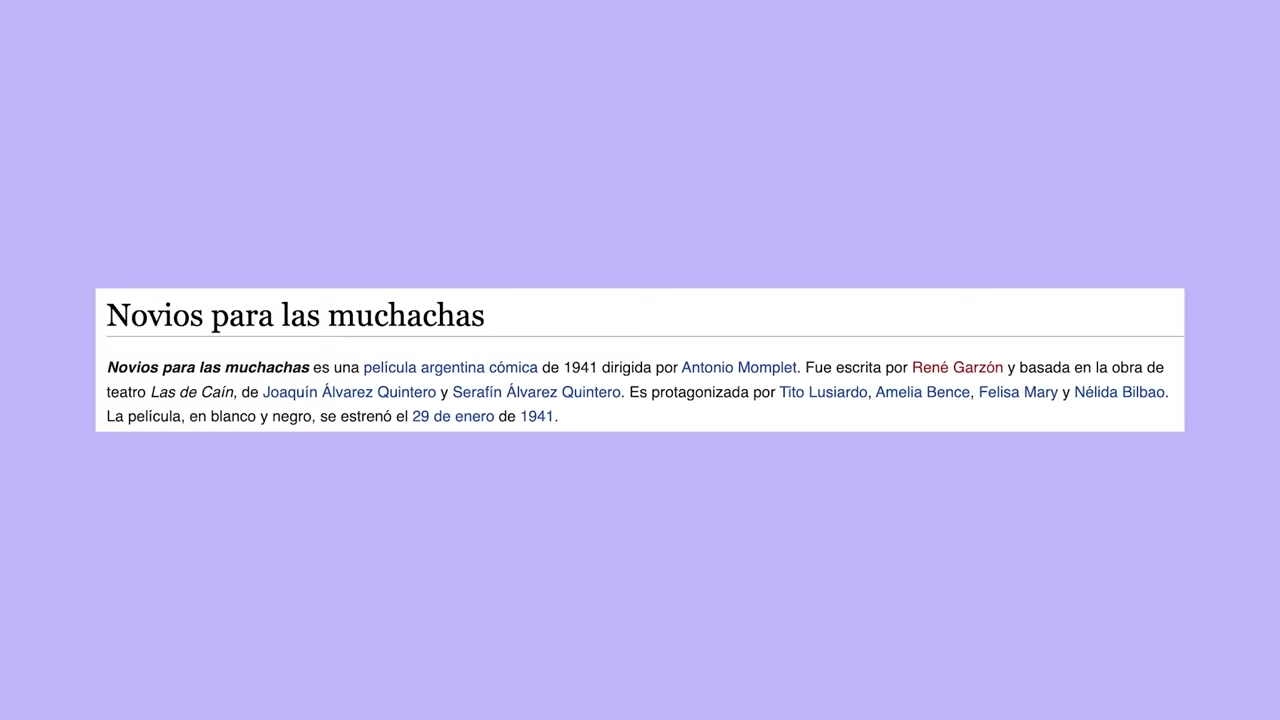 Novios para las muchachas
Novios para las muchachas es una película argentina cómica de 1941 dirigida por Antonio Momplet. Fue escrita por René Garzón y basada en la obra de
teatro Las de Caín, de Joaquín Álvarez Quintero y Serafín Álvarez Quintero. Es protagonizada por Tito Lusiardo, Amelia Bence, Felisa Mary y Nélida Bilbao.
La película, en blanco y negro, se estrenó el 29 de enero de 1941.